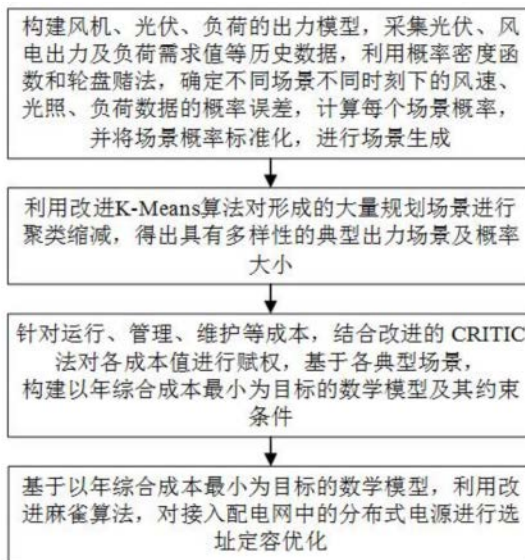 构建风机、光伏、负荷的出力模型，采集光伏、风
电出力及负荷需求值等历史数据，利用概率密度函
数和轮盘赌法，确定不同场景不同时刻下的风速、
光照、负荷数据的概率误差，计算每个场景概率，
并将场景概率标准化，进行场景生成
利用改进K-Means算法对形成的大量规划场景进行
聚类缩减，得出具有多样性的典型出力场景及概率
大小
针对运行、管理、维护等成本，结合改进的 CRITIC
法对各成本值进行赋权，基于各典型场景，
构建以年综合成本最小为目标的数学模型及其约束
条件
基于以年综合成本最小为目标的数学模型，利用改
进麻雀算法，对接入配电网中的分布式电源进行选
址定容优化